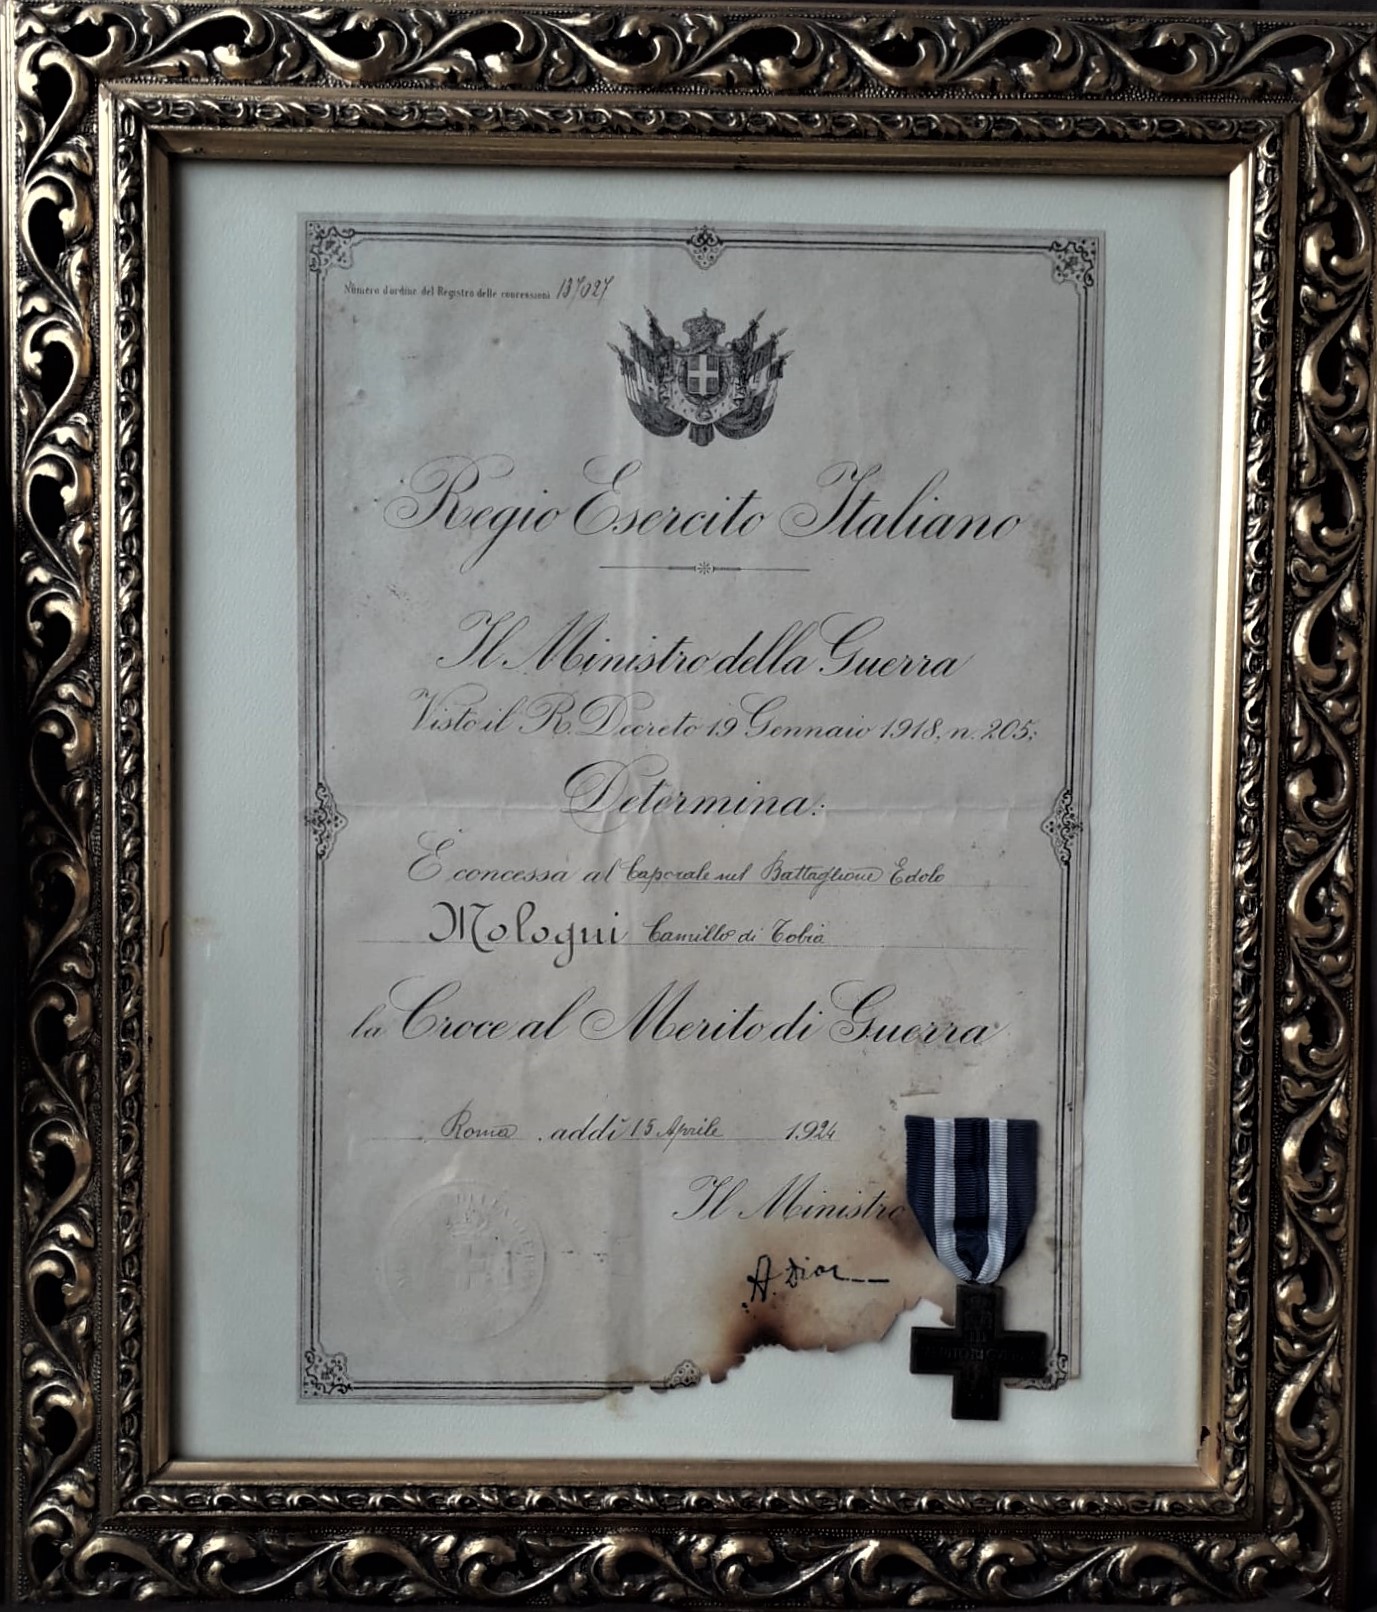 Numero d'ordine del Registro delle concessioni 137027
Regio Esercito Italiano
Il Ministro della Guerra
Visto il R. Decreto 19 Gennaio 1918, n. 205;
Determina:
È concessa al Caporale nel Battaglione Edolo
Mologni Camillo di Tobia
la Croce al Merito di Guerra
Roma addì 15 Aprile 1924
Il Ministro
A. Diaz